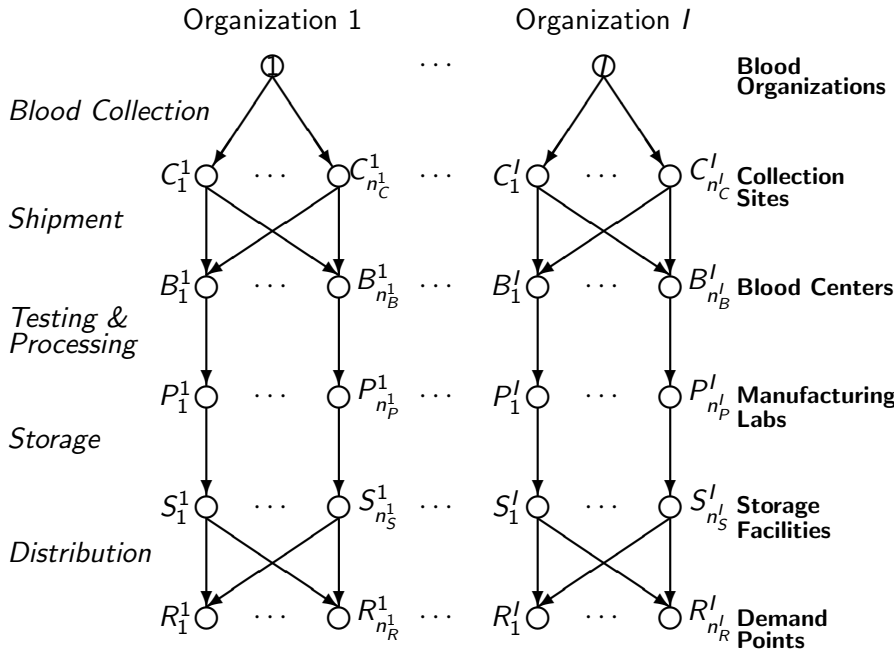 Organization 1 Organization I
1 ··· I Blood Organizations
Blood Collection
C_1^1 ··· C_{n_C^1}^1 ··· C_1^I ··· C_{n_C^I}^I Collection Sites
Shipment
B_1^1 ··· B_{n_B^1}^1 ··· B_1^I ··· B_{n_B^I}^I Blood Centers
Testing &
Processing
P_1^1 ··· P_{n_P^1}^1 ··· P_1^I ··· P_{n_P^I}^I Manufacturing Labs
Storage
S_1^1 ··· S_{n_S^1}^1 ··· S_1^I ··· S_{n_S^I}^I Storage Facilities
Distribution
R_1^1 ··· R_{n_R^1}^1 ··· R_1^I ··· R_{n_R^I}^I Demand Points